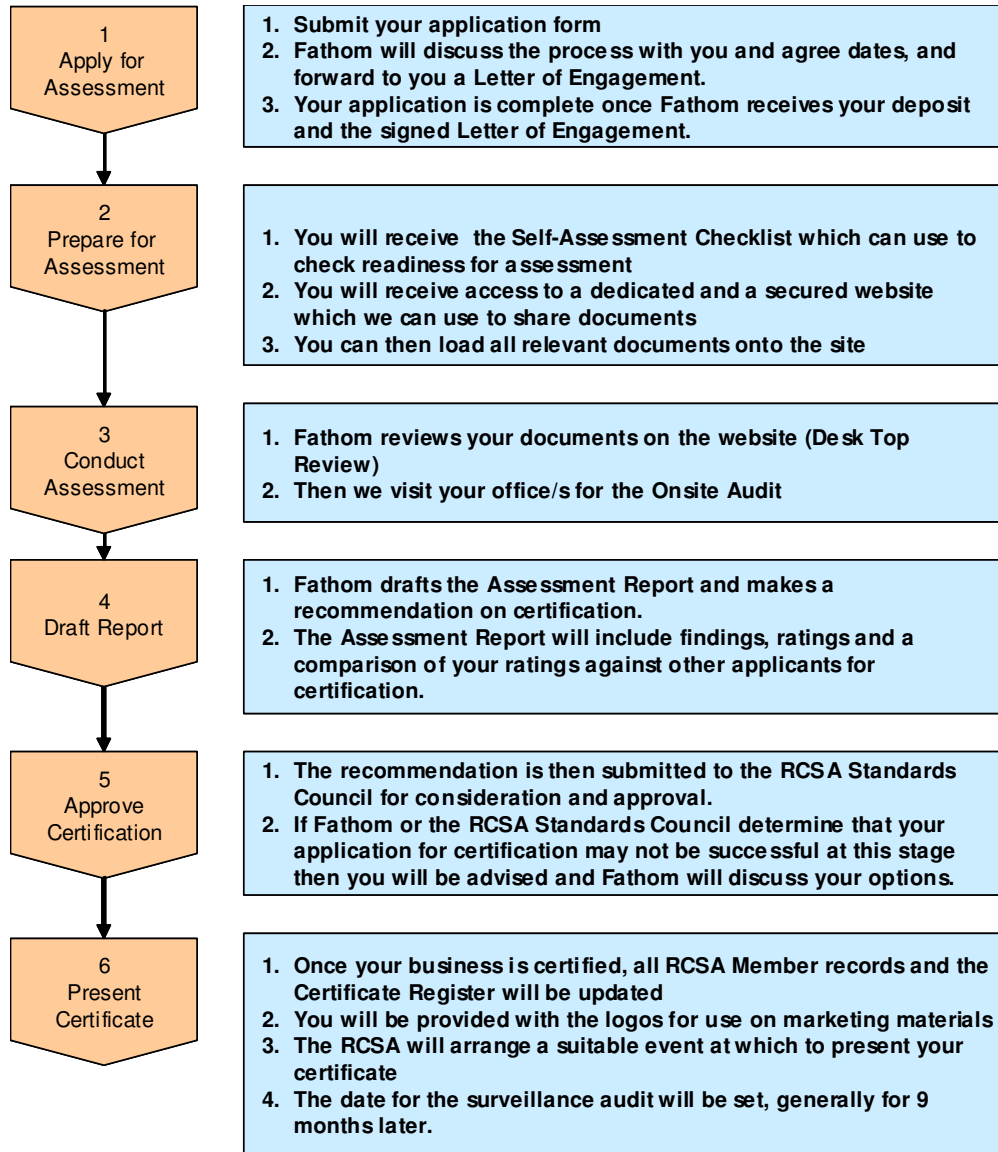 1
Apply for
Assessment
1. Submit your application form
2. Fathom will discuss the process with you and agree dates, and
forward to you a Letter of Engagement.
3. Your application is complete once Fathom receives your deposit
and the signed Letter of Engagement.
2
Prepare for
Assessment
1. You will receive the Self-Assessment Checklist which can use to
check readiness for assessment
2. You will receive access to a dedicated and a secured website
which we can use to share documents
3. You can then load all relevant documents onto the site
3
Conduct
Assessment
1. Fathom reviews your documents on the website (Desk Top
Review)
2. Then we visit your office/s for the Onsite Audit
4
Draft Report
1. Fathom drafts the Assessment Report and makes a
recommendation on certification.
2. The Assessment Report will include findings, ratings and a
comparison of your ratings against other applicants for
certification.
5
Approve
Certification
1. The recommendation is then submitted to the RCSA Standards
Council for consideration and approval.
2. If Fathom or the RCSA Standards Council determine that your
application for certification may not be successful at this stage
then you will be advised and Fathom will discuss your options.
6
Present
Certificate
1. Once your business is certified, all RCSA Member records and the
Certificate Register will be updated
2. You will be provided with the logos for use on marketing materials
3. The RCSA will arrange a suitable event at which to present your
certificate
4. The date for the surveillance audit will be set, generally for 9
months later.